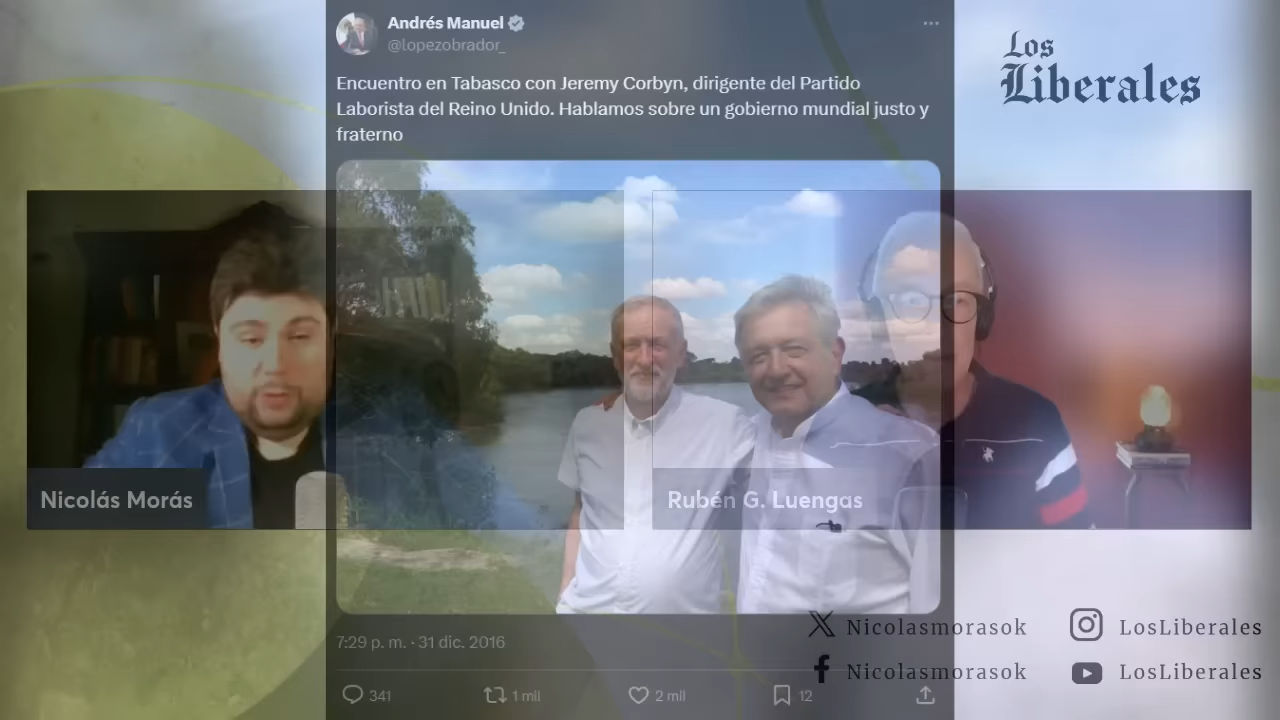 Andrés Manuel
@lopezobrador_
Encuentro en Tabasco con Jeremy Corbyn, dirigente del Partido
Laborista del Reino Unido. Hablamos sobre un gobierno mundial justo y
fraterno
Los
Liberales
Nicolás Morás
Rubén G. Luengas
7:29 p. m. · 31 dic. 2016
341
1 mil
2 mil
12
Nicolasmorasok
LosLiberales
Nicolasmorasok
LosLiberales